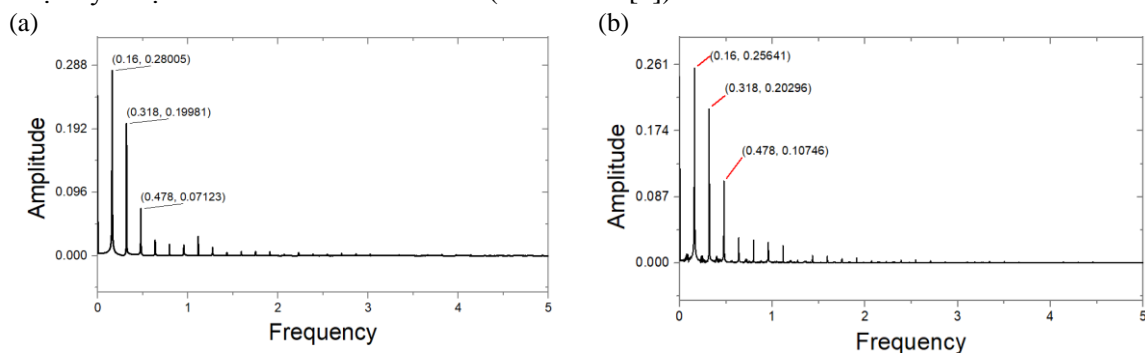 (a)
(b)
0.288
0.192
0.096
0.000
Amplitude
(0.16, 0.28005)
(0.318, 0.19981)
(0.478, 0.07123)
0 1 2 3 4 5
Frequency
0.261
0.174
0.087
0.000
Amplitude
(0.16, 0.25641)
(0.318, 0.20296)
(0.478, 0.10746)
0 1 2 3 4 5
Frequency